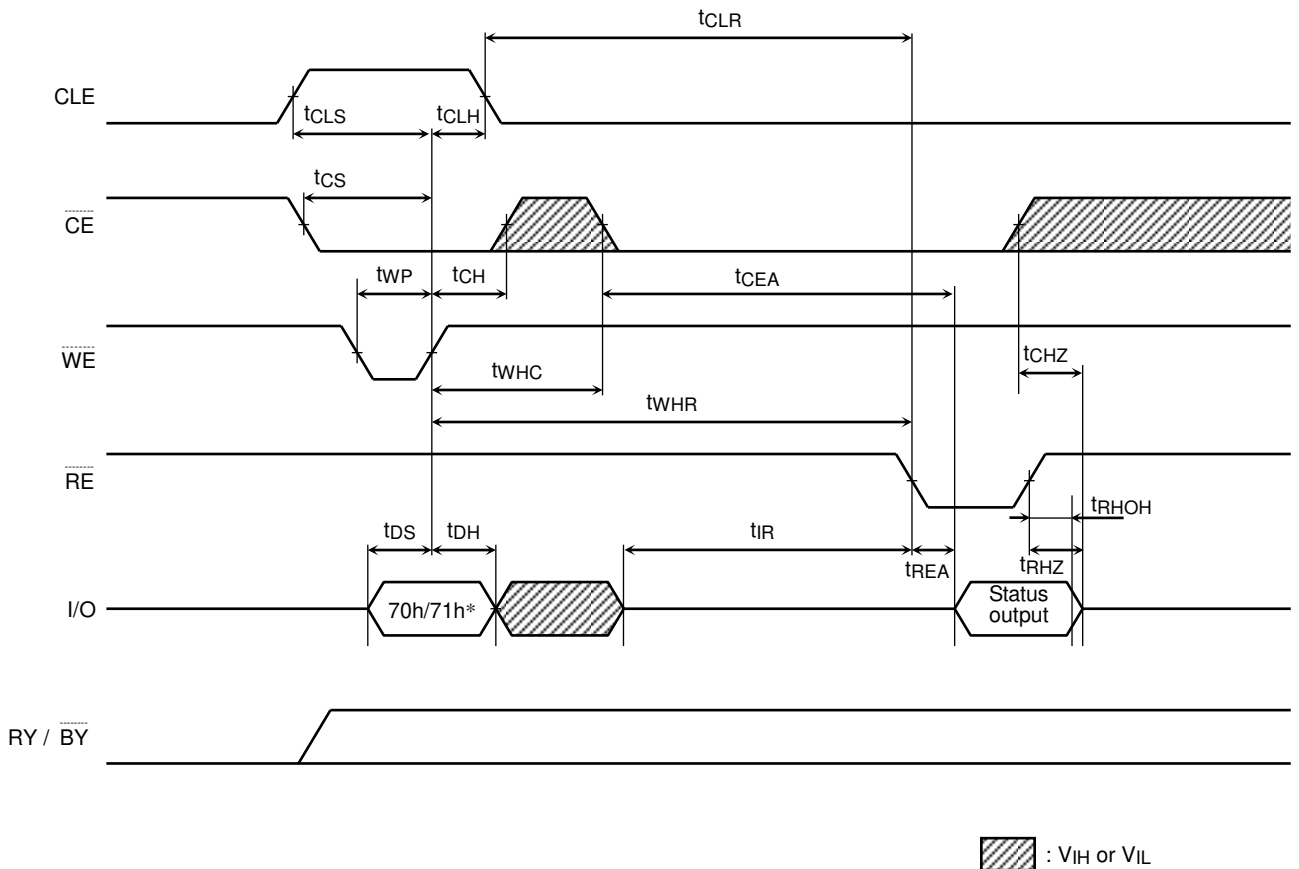 tCLR
CLE
tCLS
tCLH
tCS
CE
tWP
tCH
tCEA
WE
tCHZ
tWHC
tWHR
RE
tRHOH
tDS
tDH
tIR
tREA
tRHZ
I/O
70h/71h*
Status
output
RY / BY
: VIH or VIL